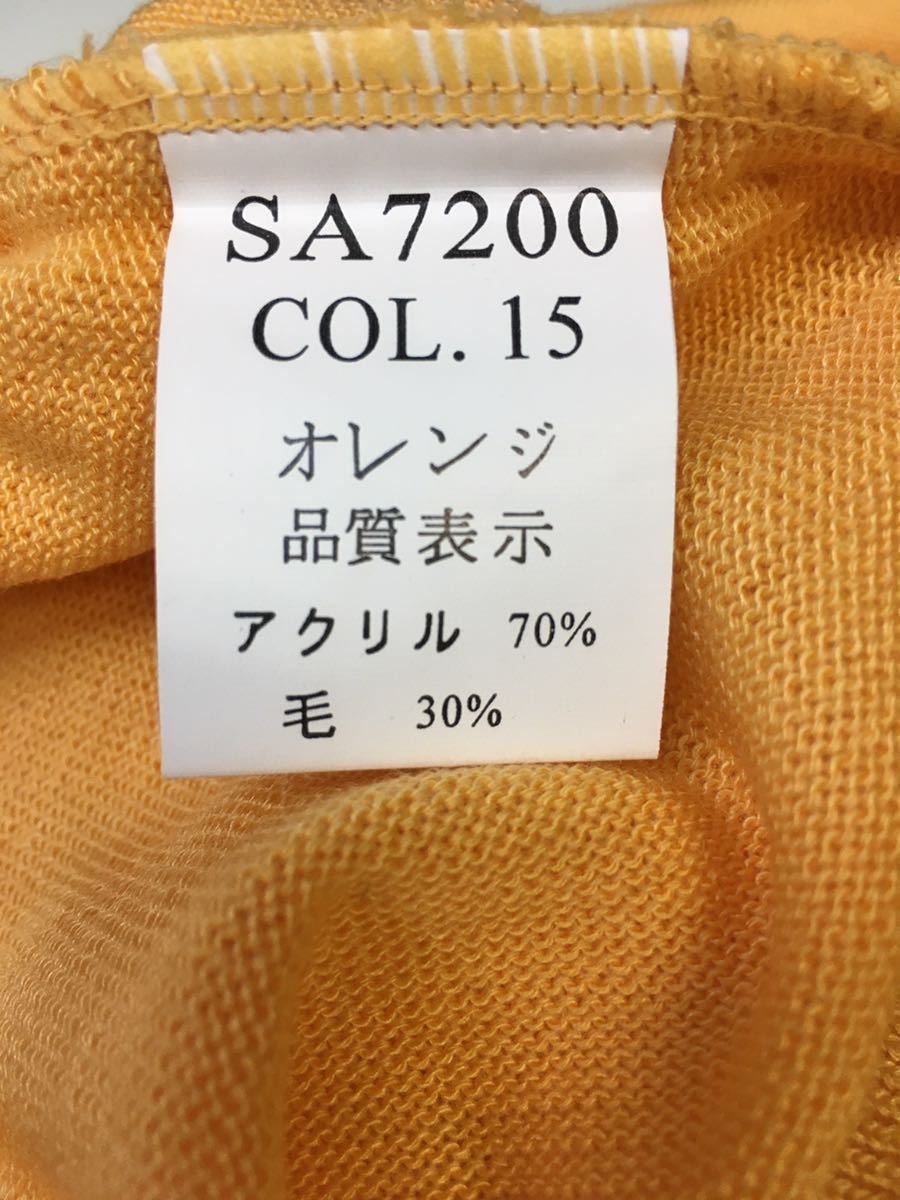 SA7200
COL. 15
オレンジ
品質表示
アクリル 70%
毛 30%